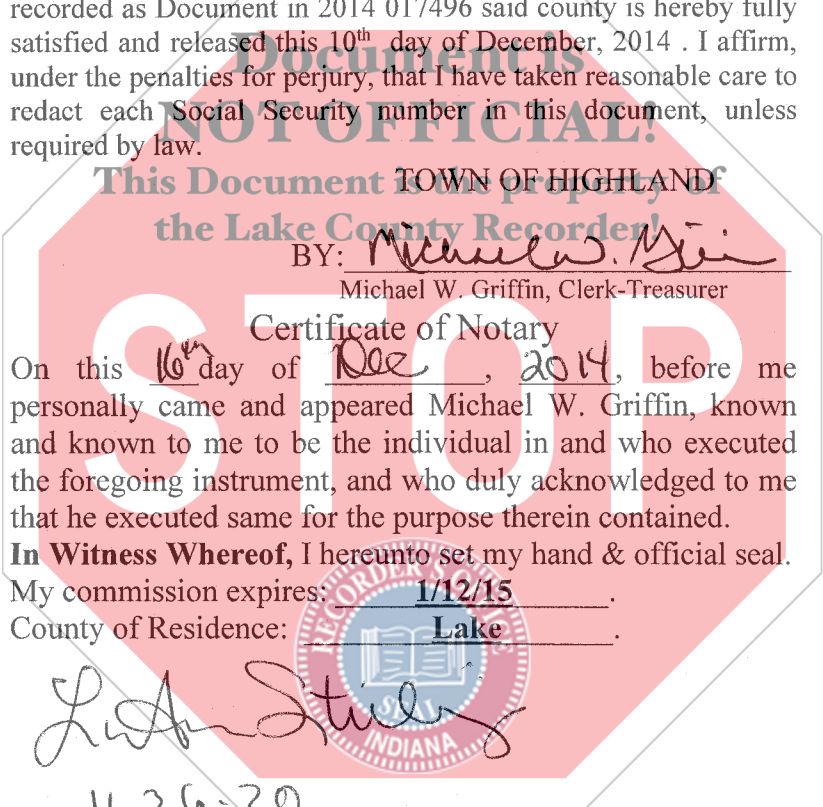 recorded as Document in 2014 017496 said county is hereby fully
satisfied and released this 10th day of December, 2014 . I affirm,
under the penalties for perjury, that I have taken reasonable care to
redact each Social Security number in this document, unless
required by law.
Document is
NOT OFFICIAL!
This Document is the property of
the Lake County Recorder!
STOP
TOWN OF HIGHLAND
BY: Michael W. Griffin
Michael W. Griffin, Clerk-Treasurer
Certificate of Notary
On this 16th day of Dec, 2014, before me
personally came and appeared Michael W. Griffin, known
and known to me to be the individual in and who executed
the foregoing instrument, and who duly acknowledged to me
that he executed same for the purpose therein contained.
In Witness Whereof, I hereunto set my hand & official seal.
My commission expires: 1/12/15.
County of Residence: Lake.
RECORDER'S OFFICE
SEAL
INDIANA